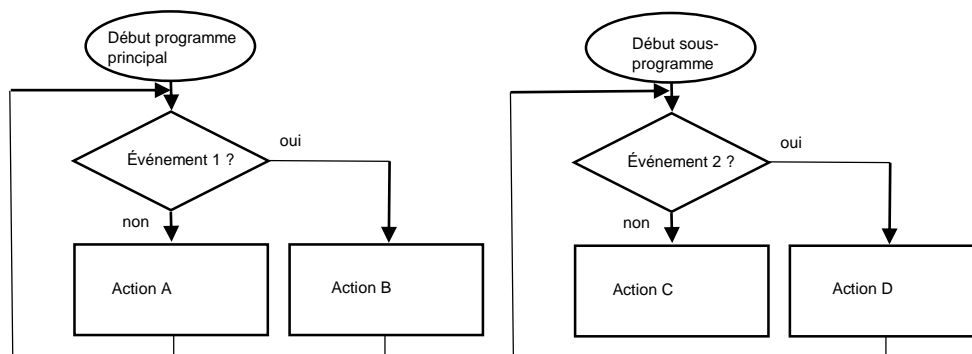 Début programme
principal
Événement 1 ?
oui
non
Action A
Action B
Début sous-
programme
Événement 2 ?
oui
non
Action C
Action D